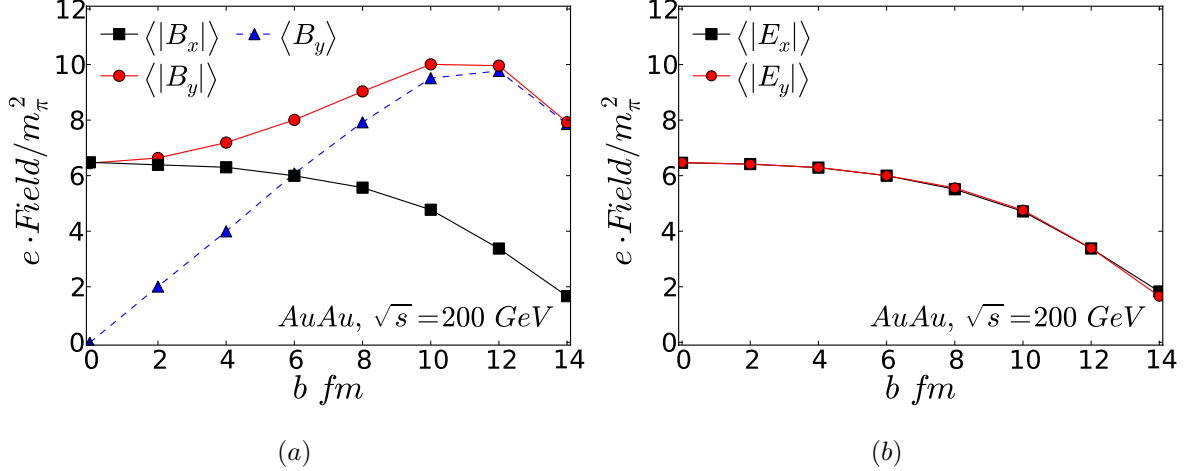 ⟨|B_x|⟩ ⟨B_y⟩
⟨|B_y|⟩
e·Field/m_π^2
14
12
10
8
6
4
2
0
AuAu, √s =200 GeV
0 2 4 6 8 10 12 14
b fm
(a)
⟨|E_x|⟩
⟨|E_y|⟩
e·Field/m_π^2
12
10
8
6
4
2
0
AuAu, √s =200 GeV
0 2 4 6 8 10 12 14
b fm
(b)